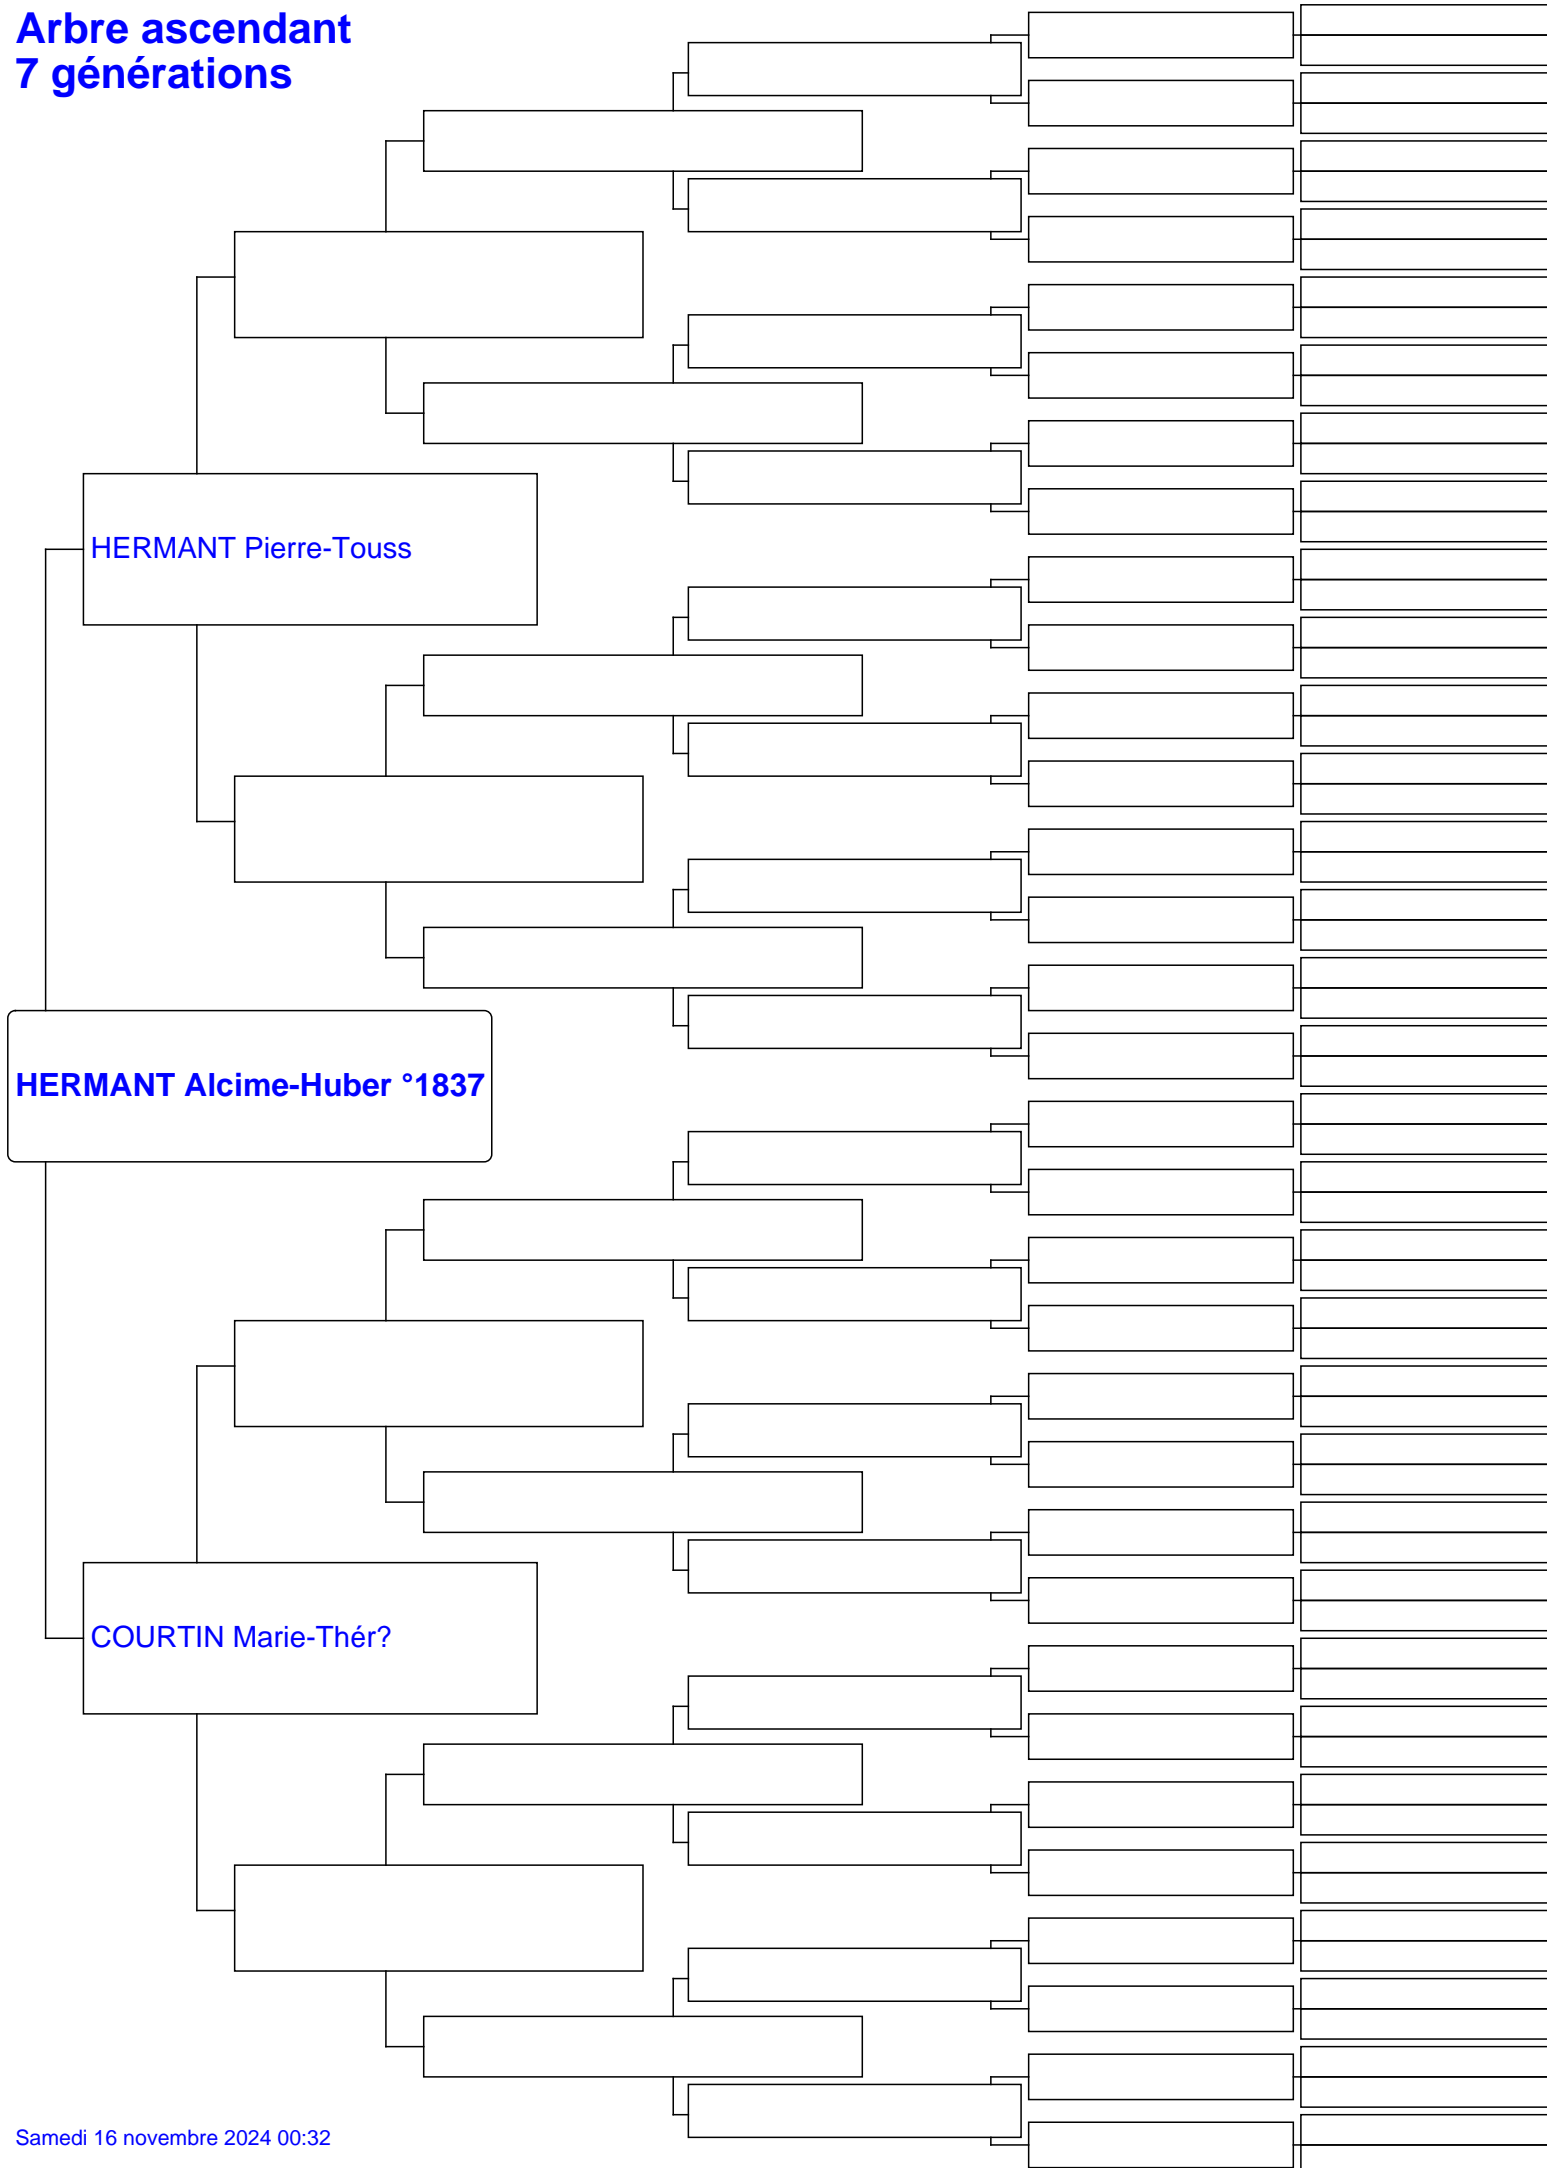 Arbre ascendant
7 générations
HERMANT Pierre-Touss
HERMANT Alcime-Huber °1837
COURTIN Marie-Thér?
Samedi 16 novembre 2024 00:32